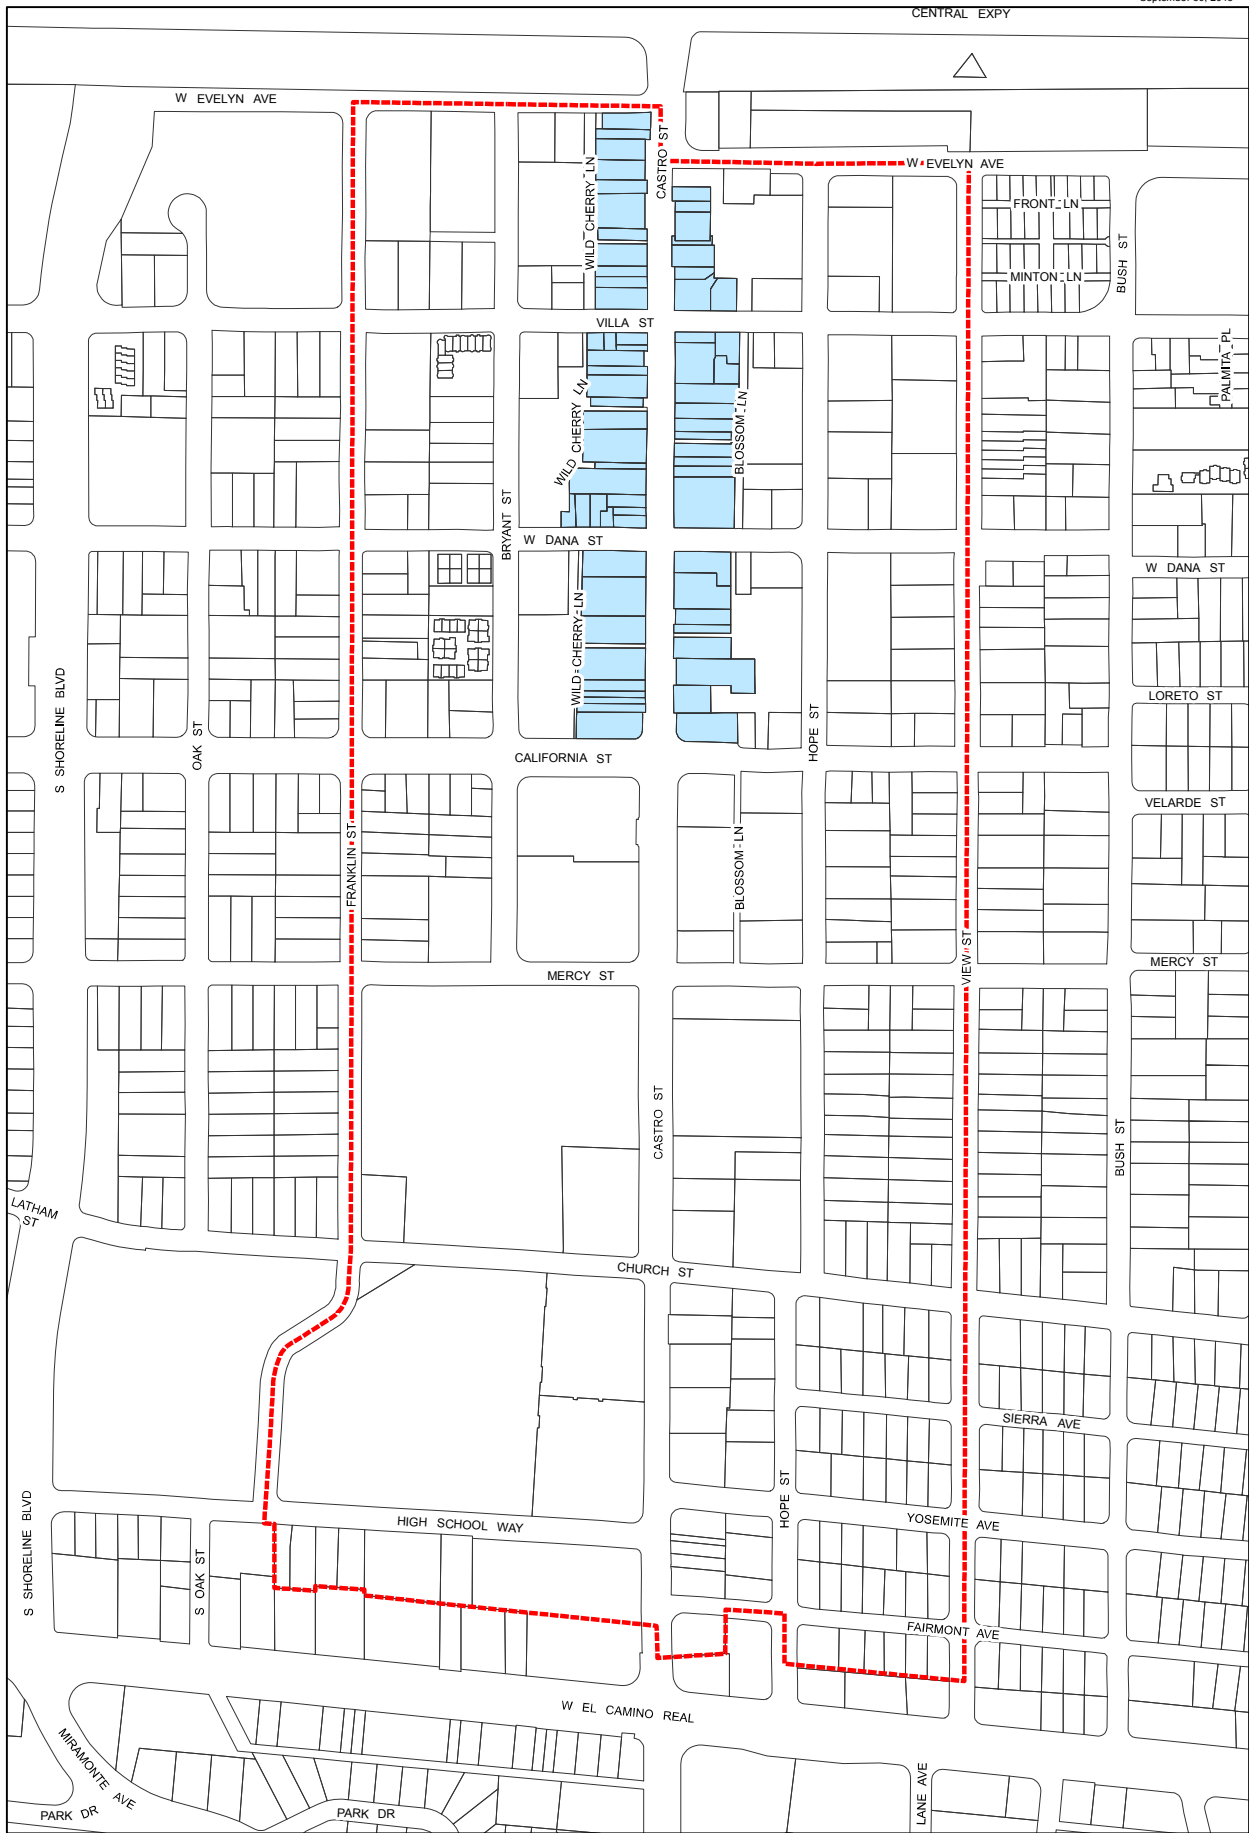 CENTRAL EXPY
W EVELYN AVE
CASTRO ST
W EVELYN AVE
WILD CHERRY LN
FRONT LN
BUSH ST
MINTON LN
VILLA ST
PALMITA PL
WILD CHERRY LN
BLOSSOM LN
BRYANT ST
W DANA ST
W DANA ST
WILD CHERRY LN
S SHORELINE BLVD
LORETO ST
OAK ST
HOPE ST
CALIFORNIA ST
VELARDE ST
FRANKLIN ST
BLOSSOM LN
VIEW ST
MERCY ST
MERCY ST
CASTRO ST
BUSH ST
LATHAM
ST
CHURCH ST
SIERRA AVE
HOPE ST
S SHORELINE BLVD
HIGH SCHOOL WAY
YOSEMITE AVE
S OAK ST
FAIRMONT AVE
W EL CAMINO REAL
MIRAMONTE AVE
LANE AVE
PARK DR
PARK DR